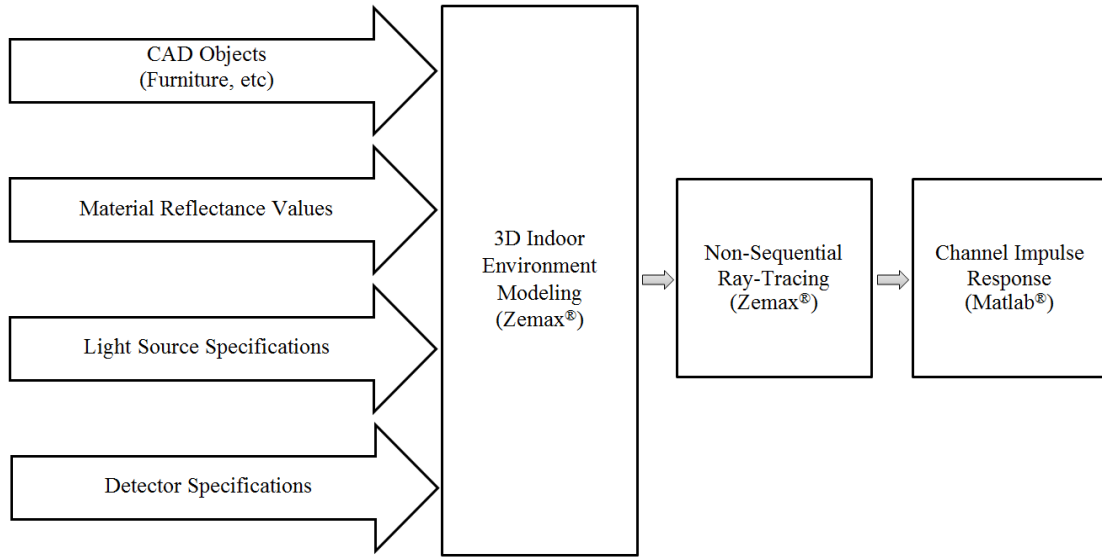 CAD Objects
(Furniture, etc)
Material Reflectance Values
Light Source Specifications
Detector Specifications
3D Indoor
Environment
Modeling
(Zemax®)
Non-Sequential
Ray-Tracing
(Zemax®)
Channel Impulse
Response
(Matlab®)